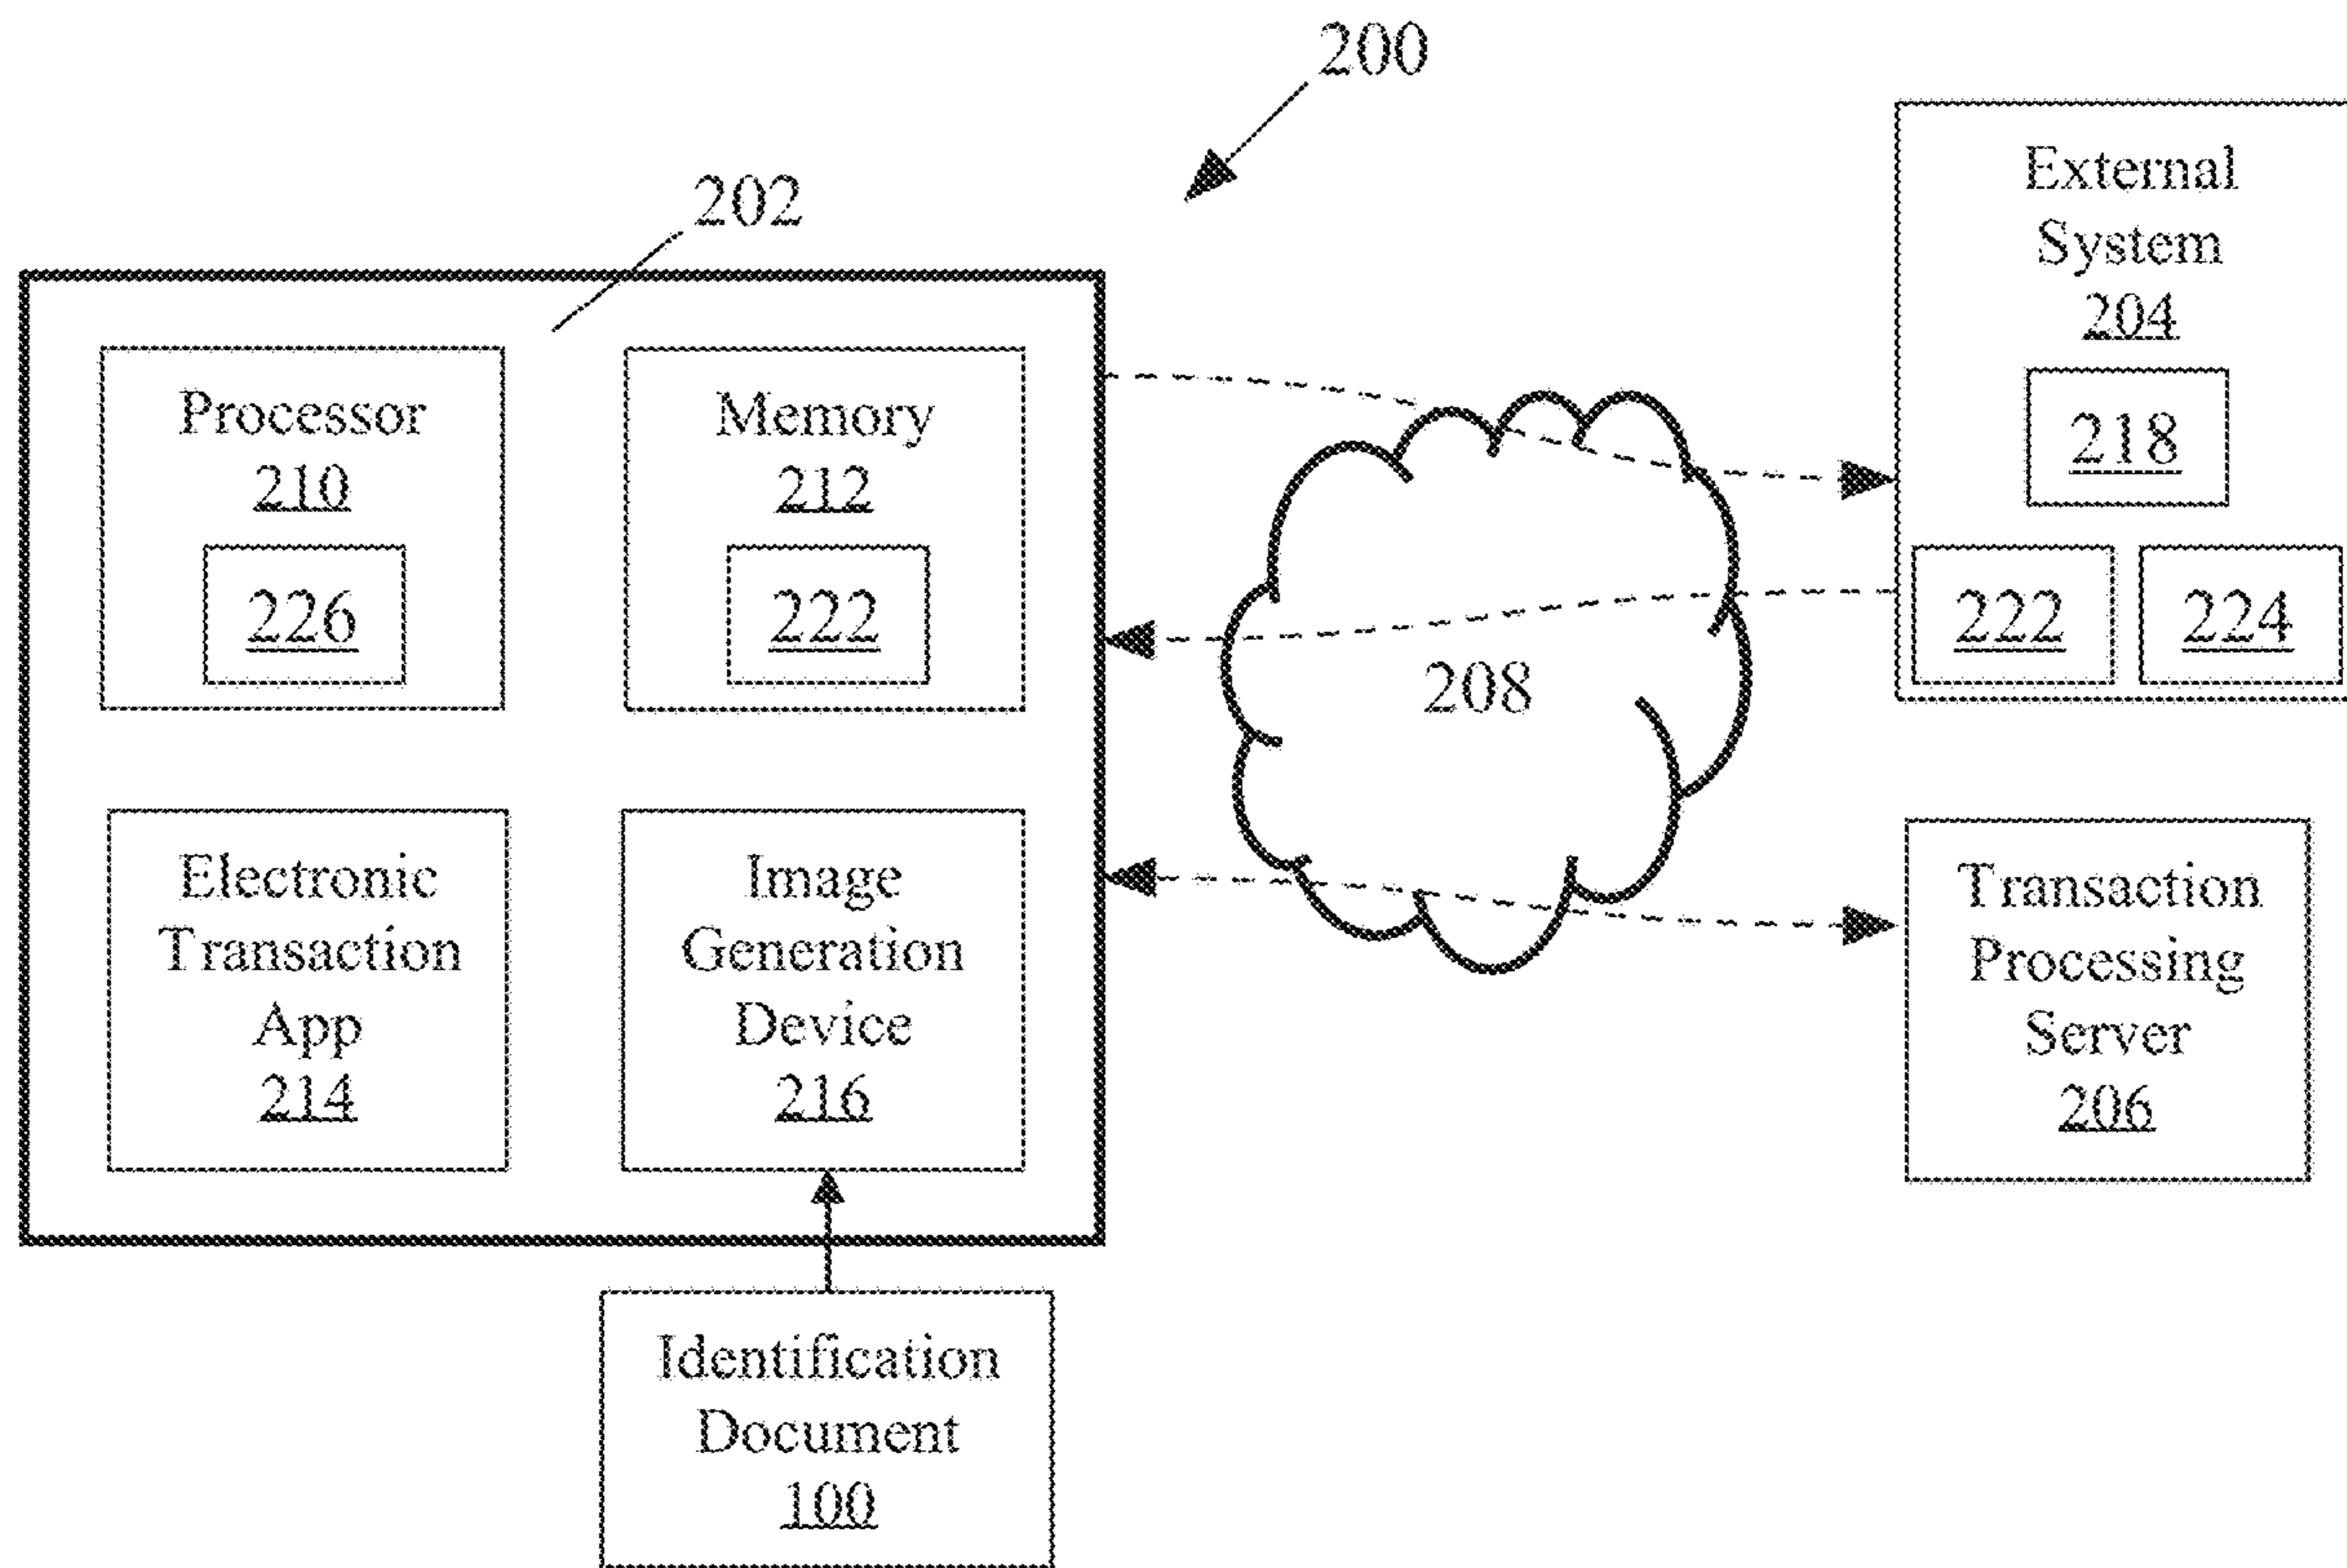 200
202
Processor
210
226
Memory
212
222
Electronic
Transaction
App
214
Image
Generation
Device
216
208
External
System
204
218
222
224
Transaction
Processing
Server
206
Identification
Document
100